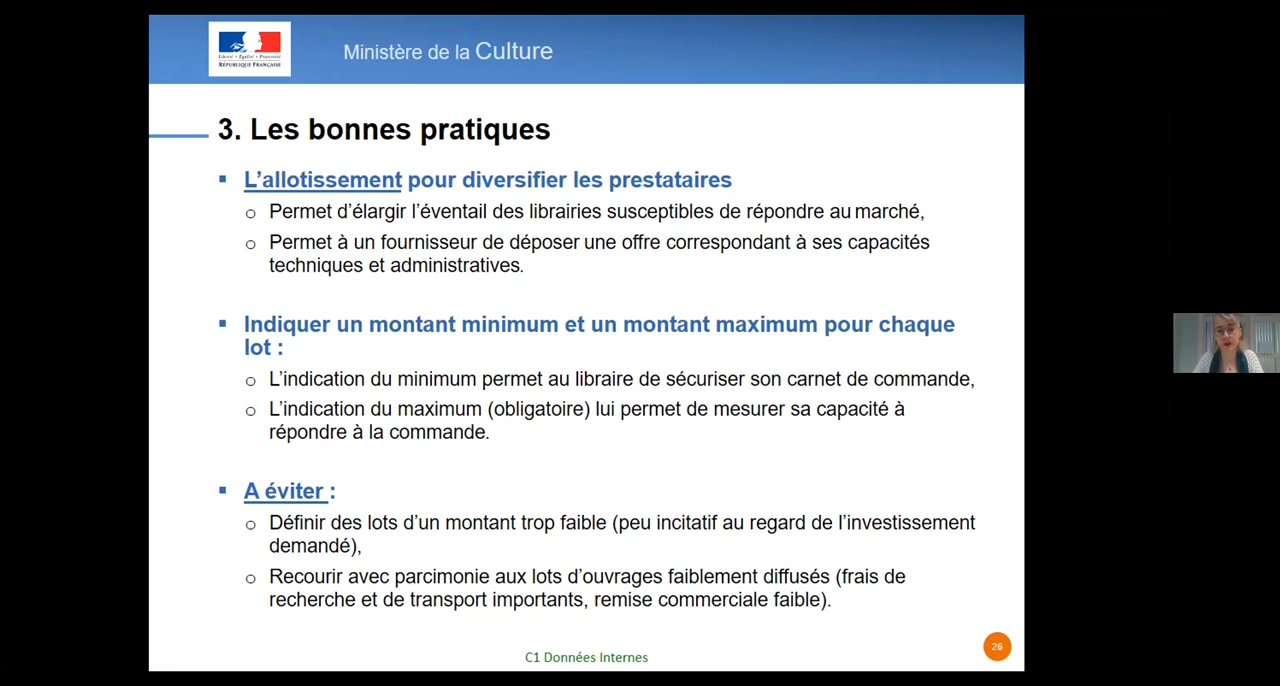 Liberté • Égalité • Fraternité
RÉPUBLIQUE FRANÇAISE
Ministère de la Culture
3. Les bonnes pratiques
▪ L’allotissement pour diversifier les prestataires
o Permet d’élargir l’éventail des librairies susceptibles de répondre au marché,
o Permet à un fournisseur de déposer une offre correspondant à ses capacités
techniques et administratives.
▪ Indiquer un montant minimum et un montant maximum pour chaque
lot :
o L’indication du minimum permet au libraire de sécuriser son carnet de commande,
o L’indication du maximum (obligatoire) lui permet de mesurer sa capacité à
répondre à la commande.
▪ A éviter :
o Définir des lots d’un montant trop faible (peu incitatif au regard de l’investissement
demandé),
o Recourir avec parcimonie aux lots d’ouvrages faiblement diffusés (frais de
recherche et de transport importants, remise commerciale faible).
C1 Données Internes
26